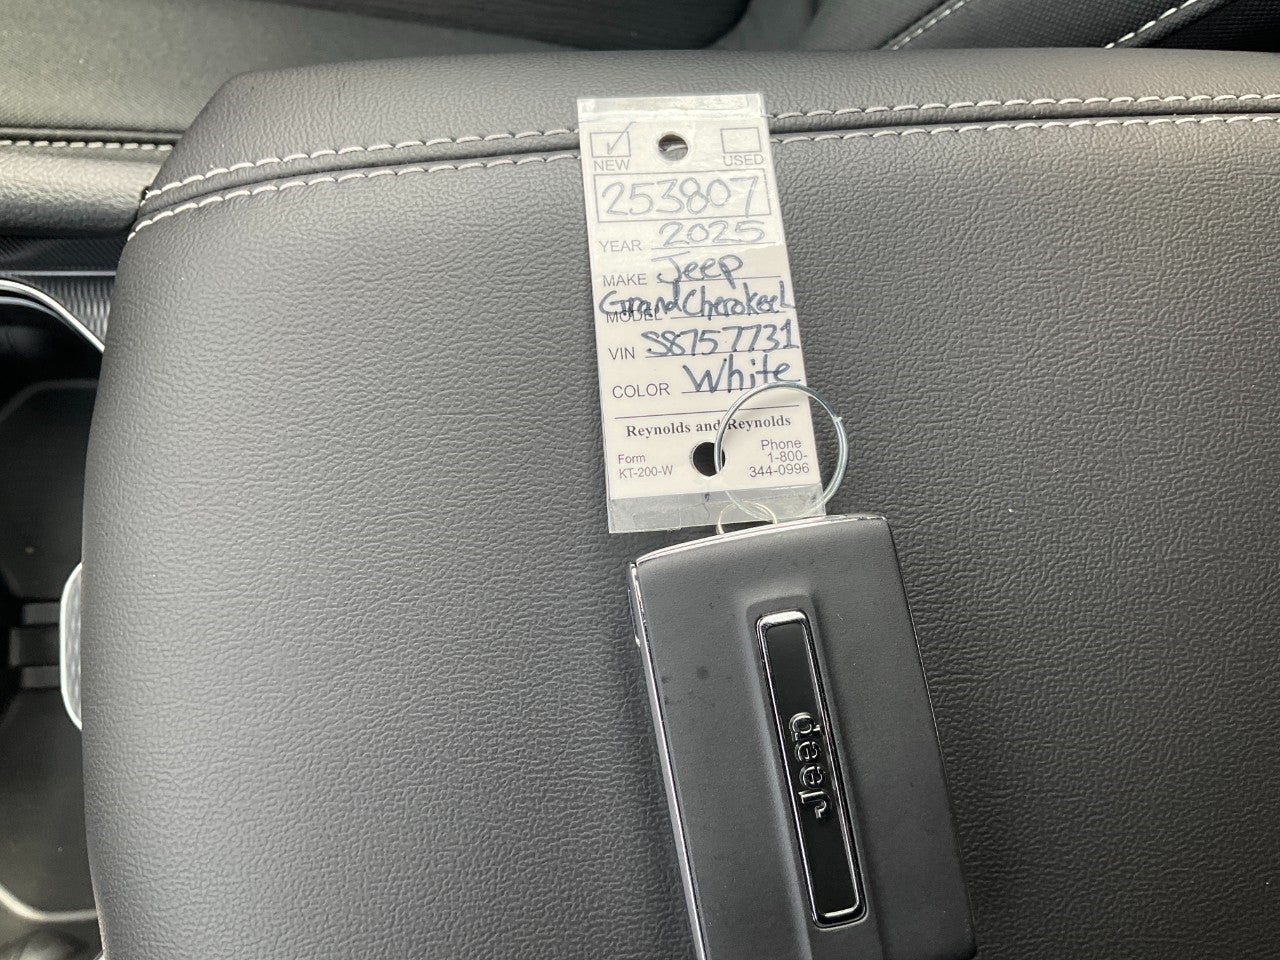 NEW USED
253807
YEAR 2025
MAKE Jeep
MODEL Grand Cherokee L
VIN S8757731
COLOR White
Reynolds and Reynolds
Form
KT-200-W
Phone
1-800-
344-0996
Jeep